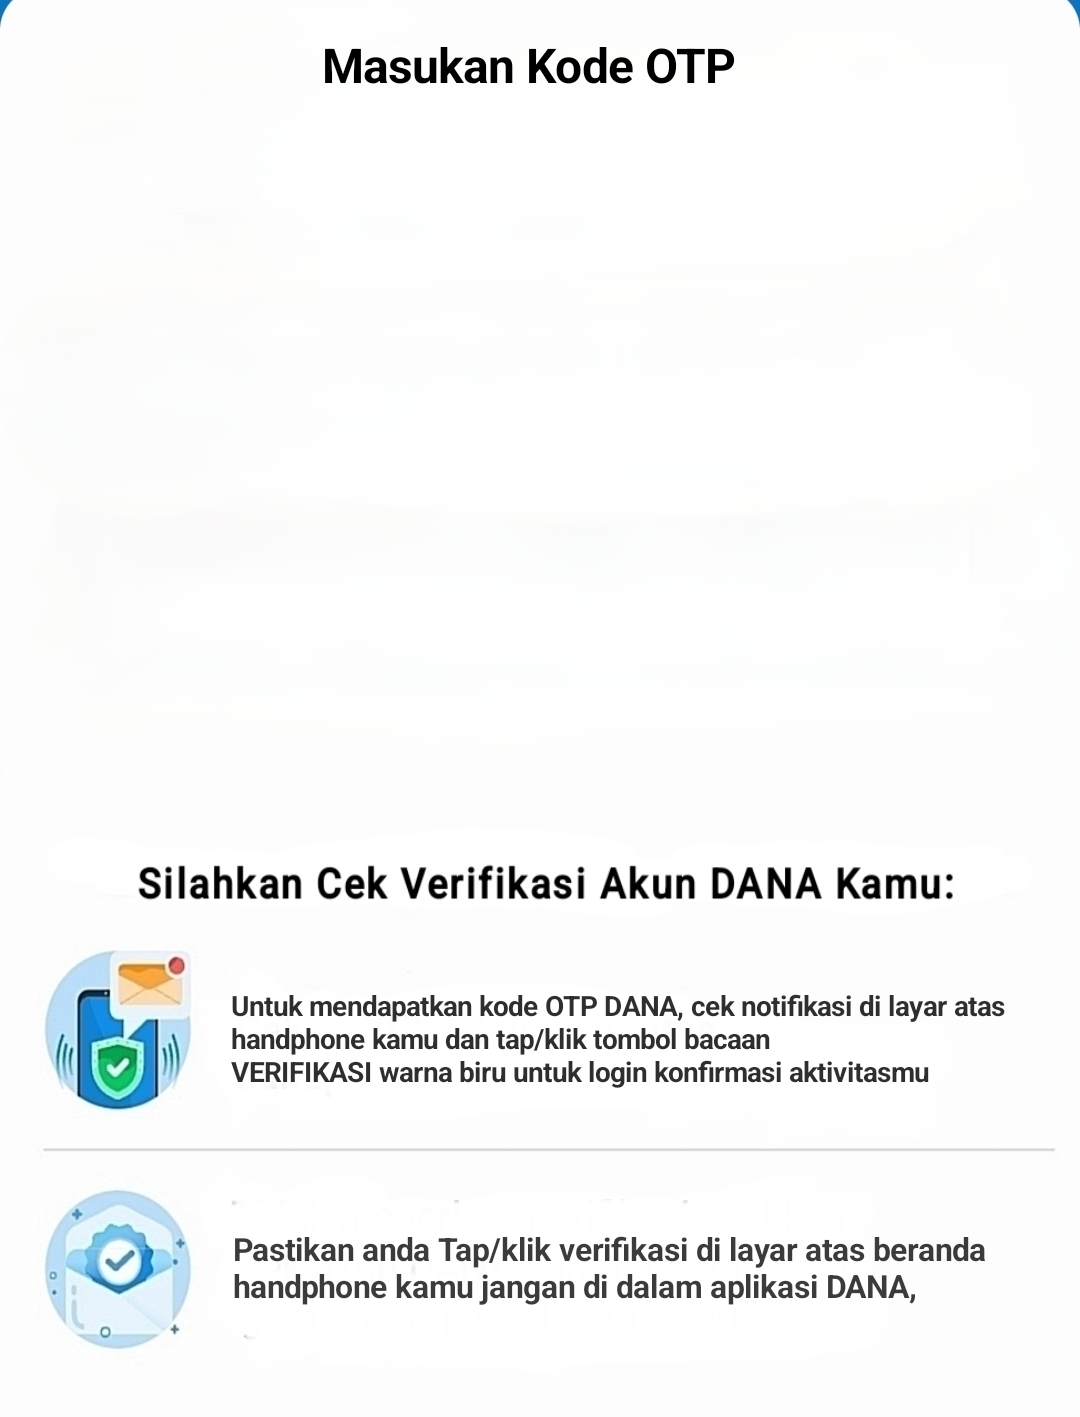 Masukan Kode OTP
Silahkan Cek Verifikasi Akun DANA Kamu:
Untuk mendapatkan kode OTP DANA, cek notifikasi di layar atas
handphone kamu dan tap/klik tombol bacaan
VERIFIKASI warna biru untuk login konfirmasi aktivitasmu
Pastikan anda Tap/klik verifikasi di layar atas beranda
handphone kamu jangan di dalam aplikasi DANA,